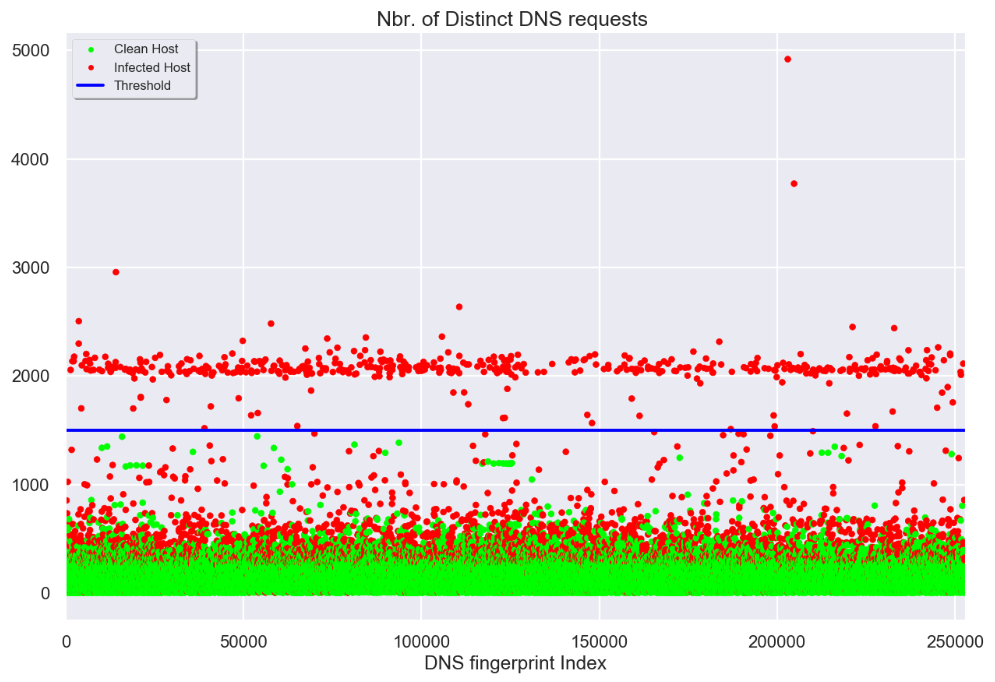 Nbr. of Distinct DNS requests
Clean Host
Infected Host
Threshold
5000
4000
3000
2000
1000
0
0 50000 100000 150000 200000 250000
DNS fingerprint Index